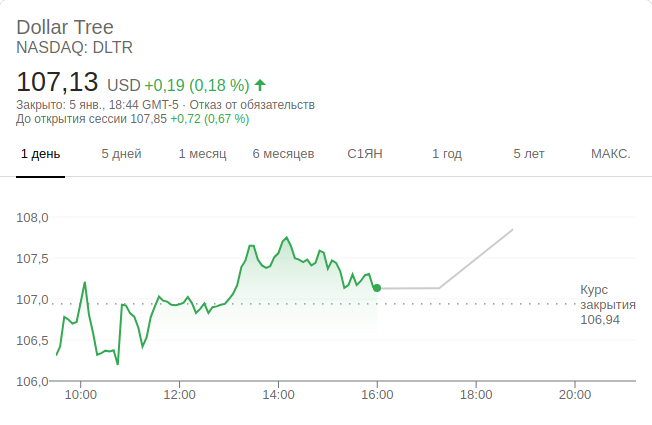 Dollar Tree
NASDAQ: DLTR
107,13 USD +0,19 (0,18 %)
Закрыто: 5 янв., 18:44 GMT-5 · Отказ от обязательств
До открытия сессии 107,85 +0,72 (0,67 %)
1 день 5 дней 1 месяц 6 месяцев С1ЯН 1 год 5 лет МАКС.
108,0
107,5
107,0
106,5
106,0
Курс
закрытия
106,94
10:00 12:00 14:00 16:00 18:00 20:00